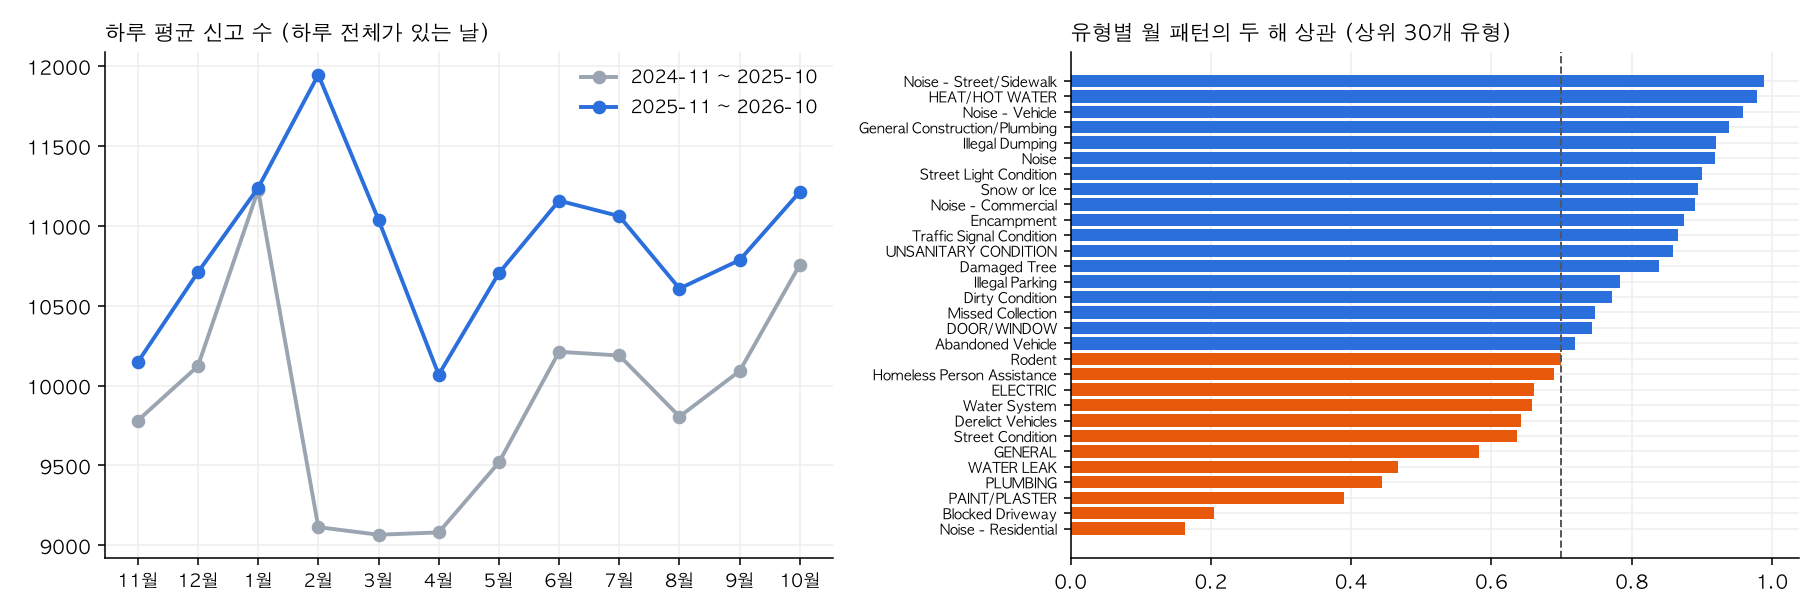 하루 평균 신고 수 (하루 전체가 있는 날)
2024-11 ~ 2025-10
2025-11 ~ 2026-10
12000
11500
11000
10500
10000
9500
9000
11월 12월 1월 2월 3월 4월 5월 6월 7월 8월 9월 10월
유형별 월 패턴의 두 해 상관 (상위 30개 유형)
Noise - Street/Sidewalk
HEAT/HOT WATER
Noise - Vehicle
General Construction/Plumbing
Illegal Dumping
Noise
Street Light Condition
Snow or Ice
Noise - Commercial
Encampment
Traffic Signal Condition
UNSANITARY CONDITION
Damaged Tree
Illegal Parking
Dirty Condition
Missed Collection
DOOR/WINDOW
Abandoned Vehicle
Rodent
Homeless Person Assistance
ELECTRIC
Water System
Derelict Vehicles
Street Condition
GENERAL
WATER LEAK
PLUMBING
PAINT/PLASTER
Blocked Driveway
Noise - Residential
0.0 0.2 0.4 0.6 0.8 1.0